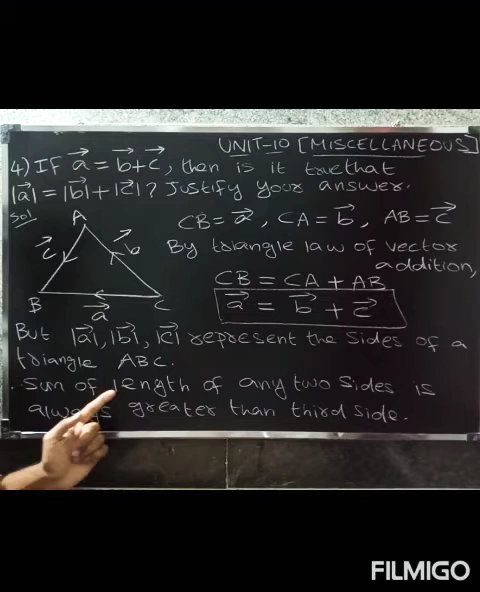 UNIT-10 [MISCELLANEOUS]
4) IF a⃗ = b⃗ + c⃗, then is it true that
|a⃗| = |b⃗| + |c⃗|? Justify your answer.
Sol
A
B
C
c⃗
b⃗
a⃗
CB = a⃗, CA = b⃗, AB = c⃗
By triangle law of vector
addition,
CB = CA + AB
a⃗ = b⃗ + c⃗
But |a⃗|, |b⃗|, |c⃗| represent the sides of a
triangle ABC.
. Sum of length of any two sides is
always greater than third side.
FILMIGO